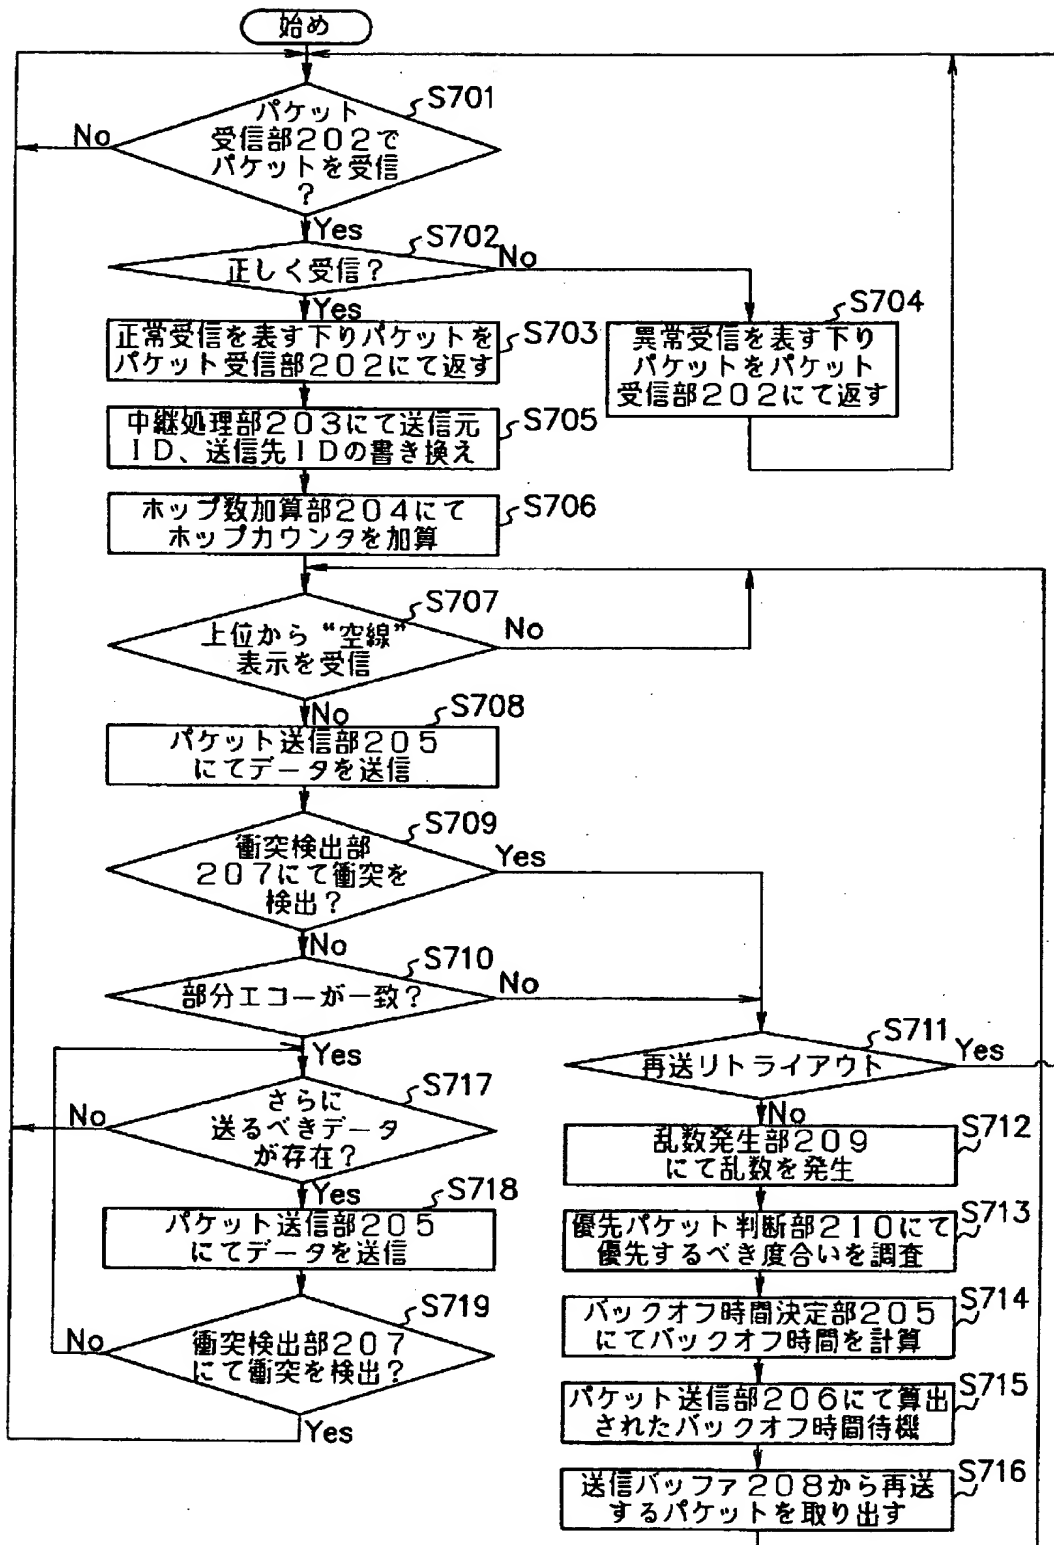 始め
S701
パケット
受信部202で
パケットを受信
?
No
Yes
S702
正しく受信?
No
Yes
S703
正常受信を表す下りパケットを
パケット受信部202にて返す
S704
異常受信を表す下り
パケットをパケット
受信部202にて返す
S705
中継処理部203にて送信元
ID、送信先IDの書き換え
S706
ホップ数加算部204にて
ホップカウンタを加算
S707
上位から“空線”
表示を受信
No
No
S708
パケット送信部205
にてデータを送信
S709
衝突検出部
207にて衝突を
検出?
Yes
No
S710
部分エコーが一致?
No
Yes
S711
再送リトライアウト
Yes
No
S712
乱数発生部209
にて乱数を発生
S713
優先パケット判断部210にて
優先するべき度合いを調査
S714
バックオフ時間決定部205
にてバックオフ時間を計算
S715
パケット送信部206にて算出
されたバックオフ時間待機
S716
送信バッファ208から再送
するパケットを取り出す
S717
さらに
送るべきデータ
が存在?
No
Yes
S718
パケット送信部205
にてデータを送信
S719
衝突検出部207
にて衝突を検出?
No
Yes